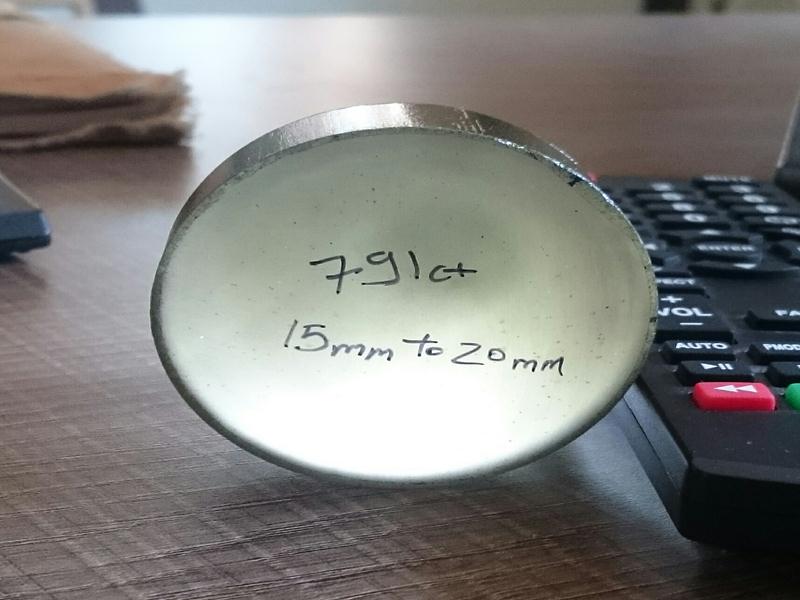 791ct
15mm to 20mm
ENTER
+
VOL
−
AUTO